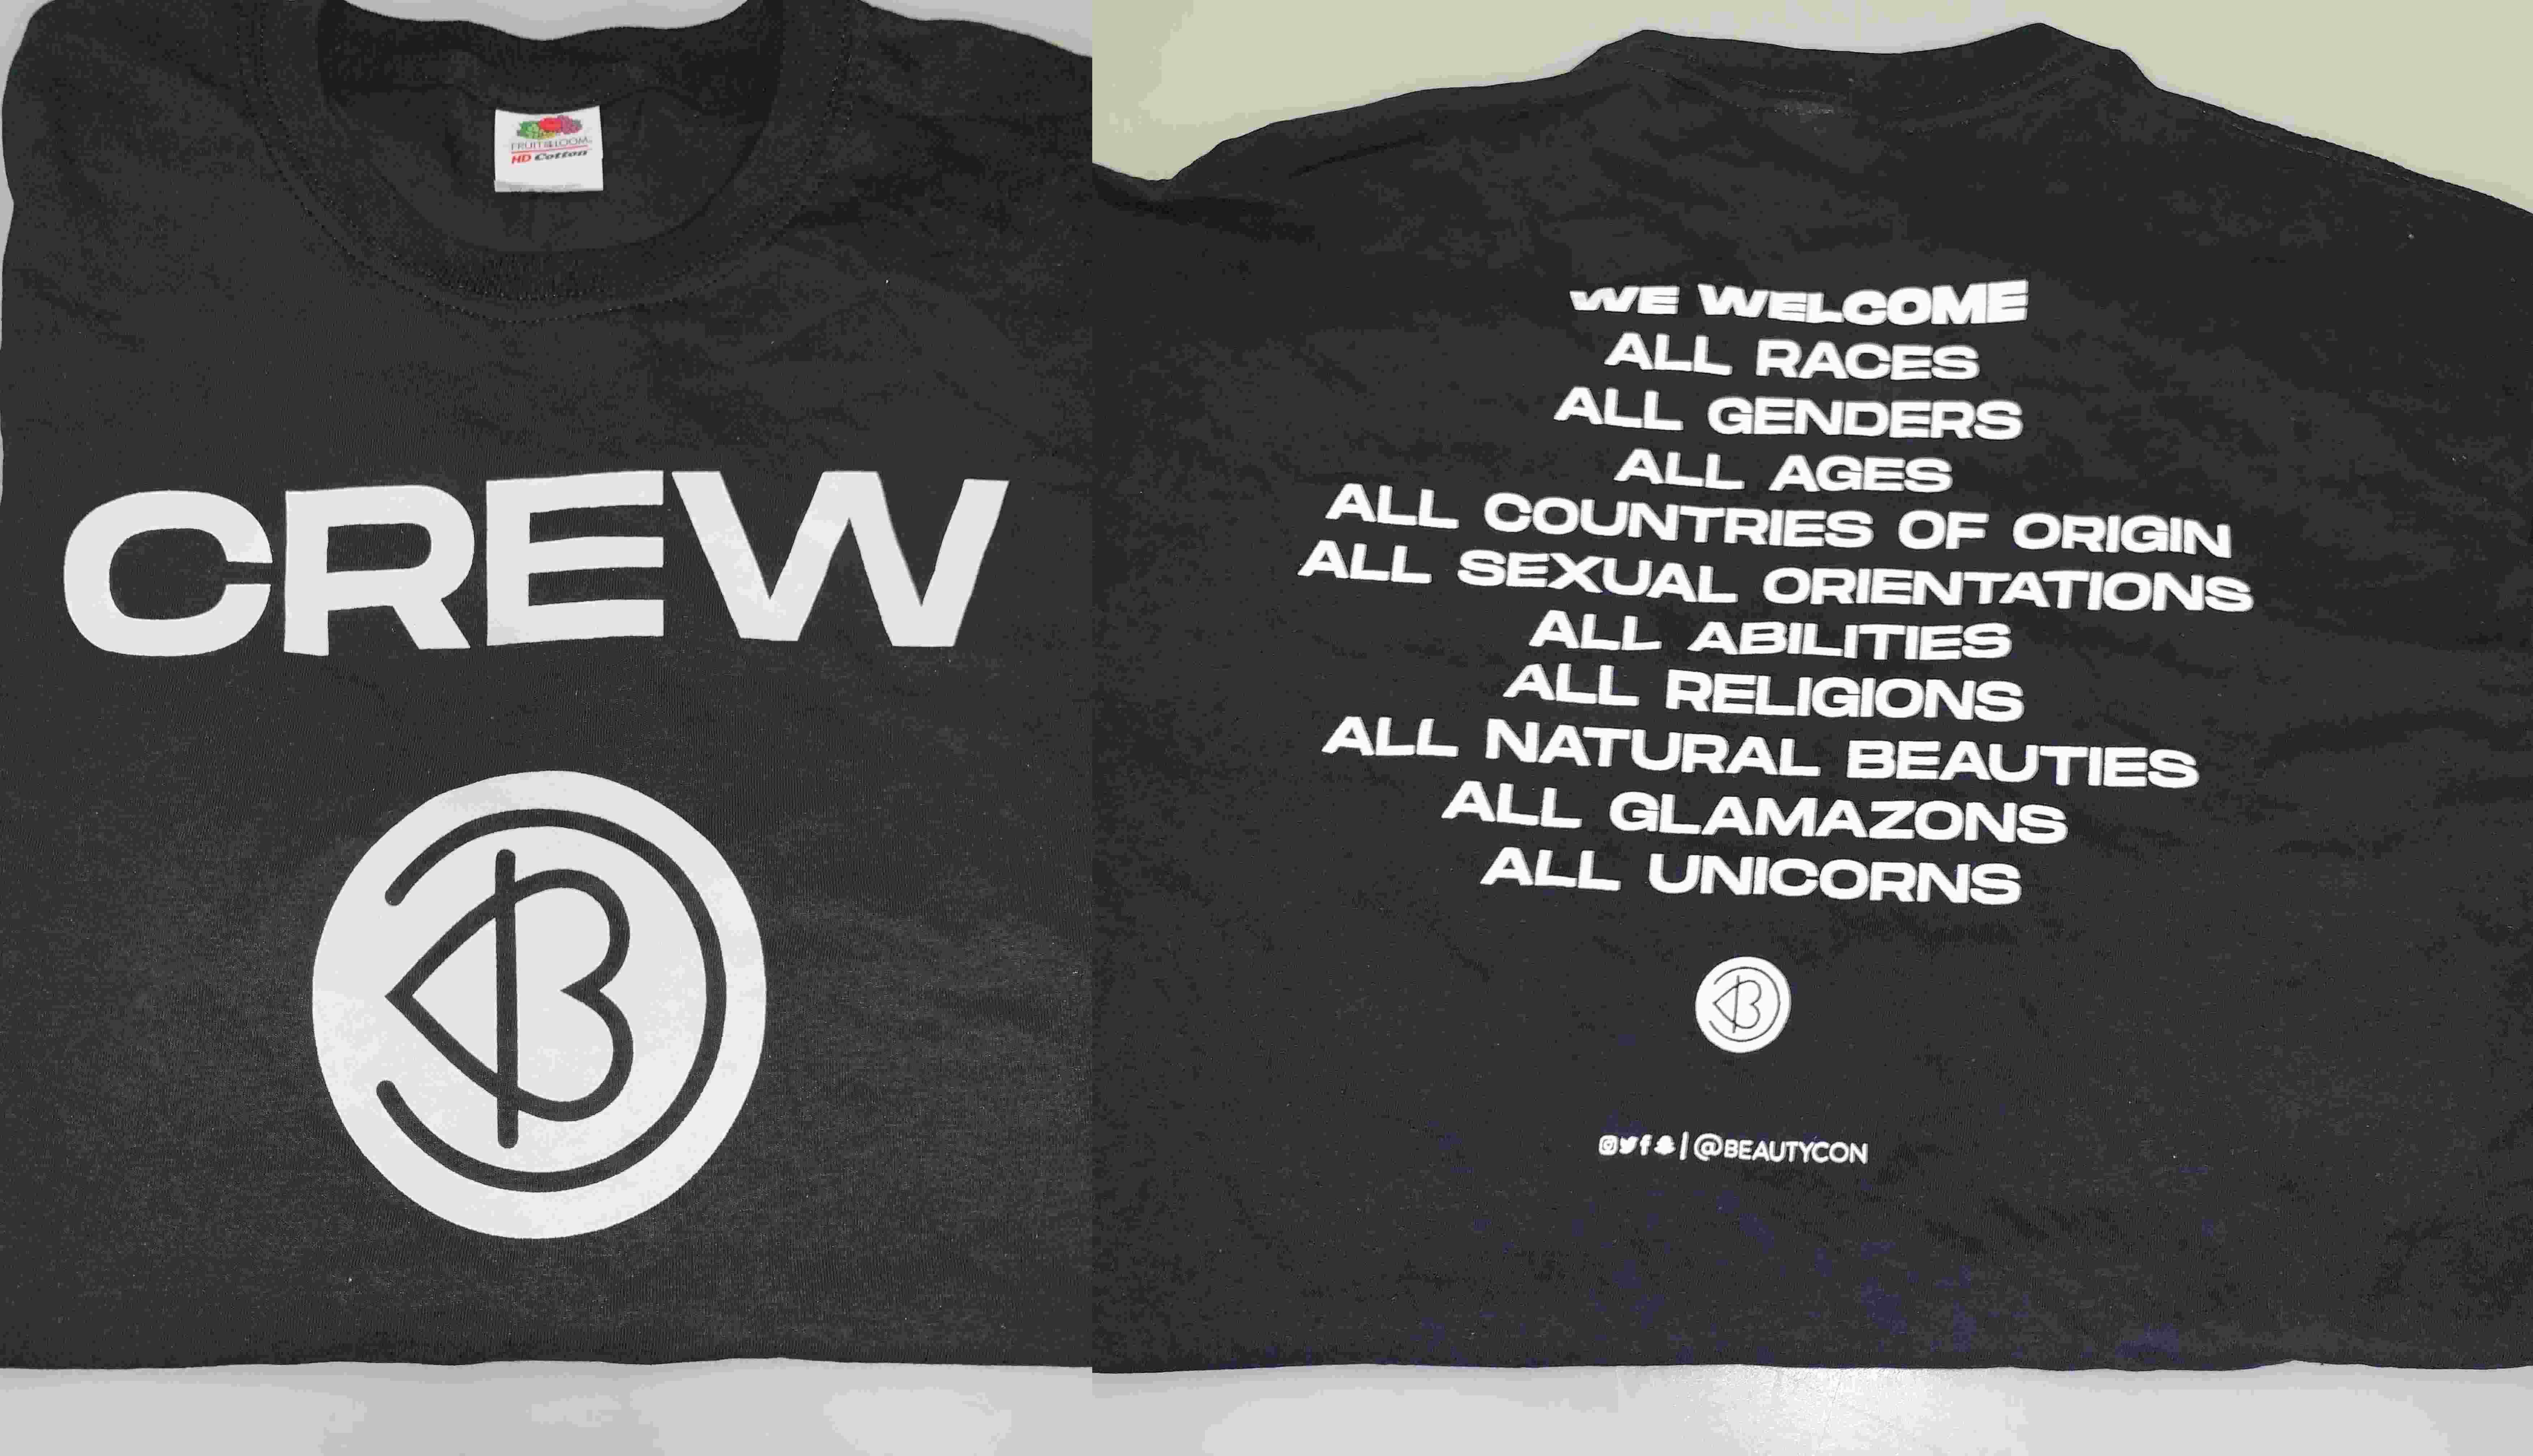 FRUIT OF THE LOOM
HD Cotton
CREW
B
WE WELCOME
ALL RACES
ALL GENDERS
ALL AGES
ALL COUNTRIES OF ORIGIN
ALL SEXUAL ORIENTATIONS
ALL ABILITIES
ALL RELIGIONS
ALL NATURAL BEAUTIES
ALL GLAMAZONS
ALL UNICORNS
B
| @BEAUTYCON